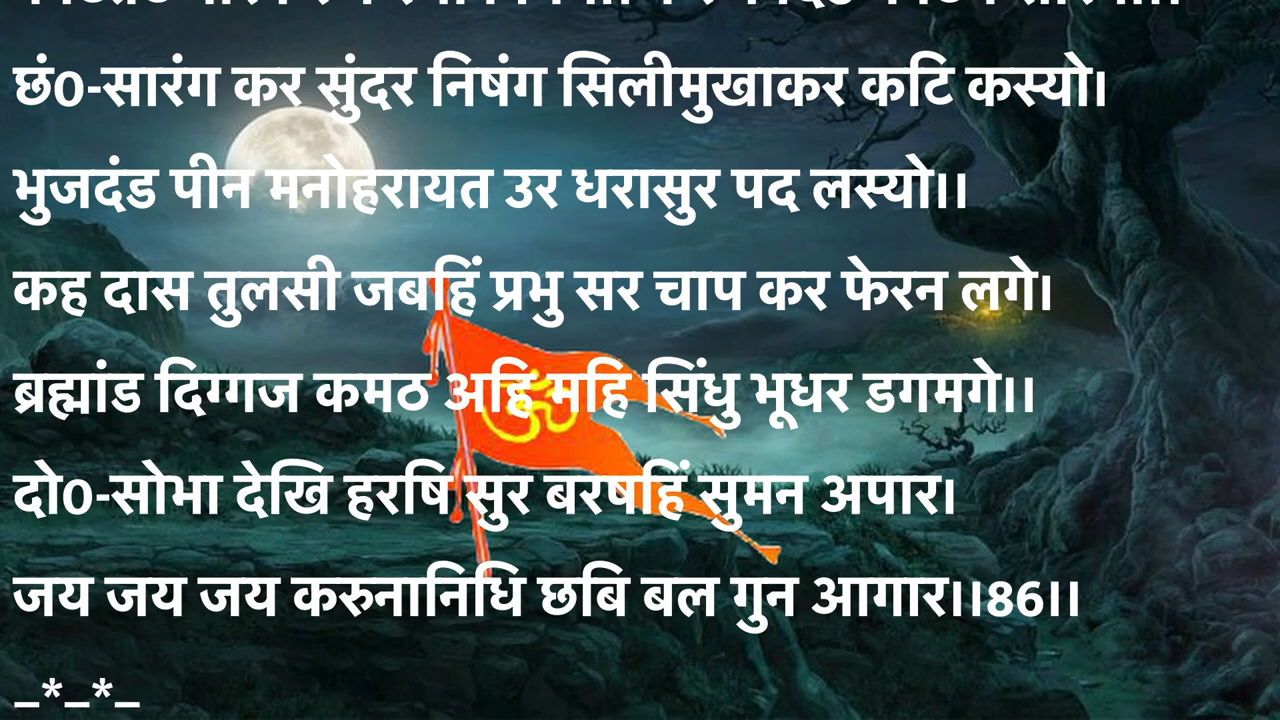 छं0-सारंग कर सुंदर निषंग सिलीमुखाकर कटि कस्यो।
भुजदंड पीन मनोहरायत उर धरासुर पद लस्यो।।
कह दास तुलसी जबहिं प्रभु सर चाप कर फेरन लगे।
ब्रह्मांड दिग्गज कमठ अहि महि सिंधु भूधर डगमगे।।
दो0-सोभा देखि हरषि सुर बरषहिं सुमन अपार।
जय जय जय करुनानिधि छबि बल गुन आगार।।86।।
_*_*_